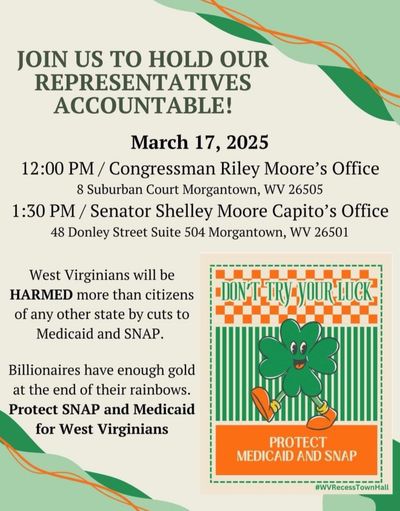 JOIN US TO HOLD OUR
REPRESENTATIVES
ACCOUNTABLE!
March 17, 2025
12:00 PM / Congressman Riley Moore's Office
8 Suburban Court Morgantown, WV 26505
1:30 PM / Senator Shelley Moore Capito's Office
48 Donley Street Suite 504 Morgantown, WV 26501
West Virginians will be
HARMED more than citizens
of any other state by cuts to
Medicaid and SNAP.
Billionaires have enough gold
at the end of their rainbows.
Protect SNAP and Medicaid
for West Virginians
DON'T TRY YOUR LUCK
PROTECT
MEDICAID AND SNAP
#WVRecessTownHall